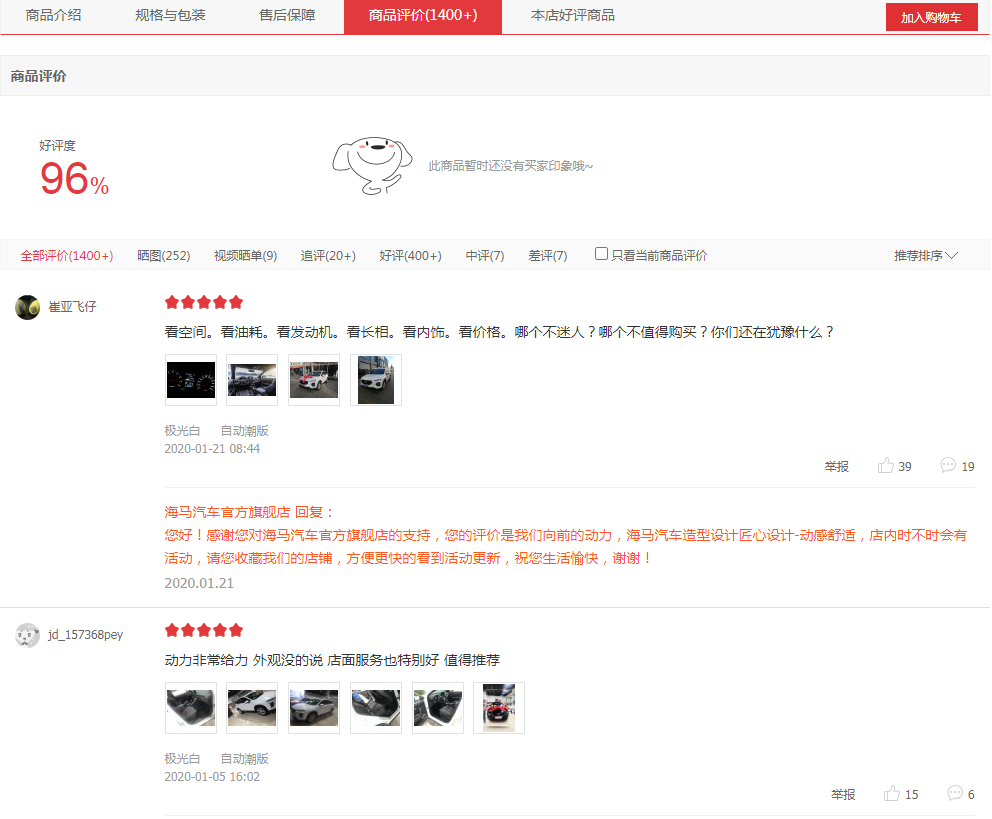 商品介绍 规格与包装 售后保障 商品评价(1400+) 本店好评商品 加入购物车
商品评价
好评度
96%
此商品暂时还没有买家印象哦~
全部评价(1400+) 晒图(252) 视频晒单(9) 追评(20+) 好评(400+) 中评(7) 差评(7) 只看当前商品评价 推荐排序
崔亚飞仔
看空间。看油耗。看发动机。看长相。看内饰。看价格。哪个不迷人？哪个不值得购买？你们还在犹豫什么？
极光白 自动潮版
2020-01-21 08:44
举报 39 19
海马汽车官方旗舰店 回复：
您好！感谢您对海马汽车官方旗舰店的支持，您的评价是我们向前的动力，海马汽车造型设计匠心设计-动感舒适，店内时不时会有
活动，请您收藏我们的店铺，方便更快的看到活动更新，祝您生活愉快，谢谢！
2020.01.21
jd_157368pey
动力非常给力 外观没的说 店面服务也特别好 值得推荐
极光白 自动潮版
2020-01-05 16:02
举报 15 6